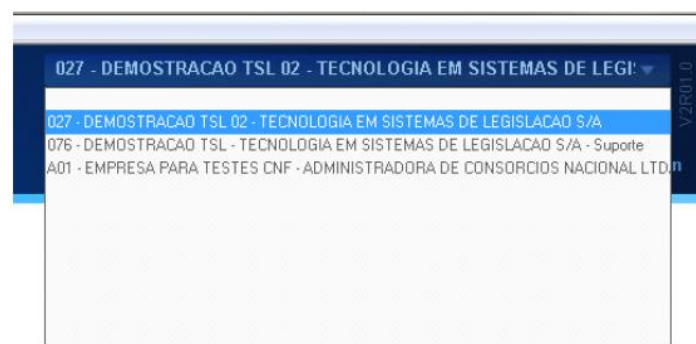 027 - DEMOSTRACAO TSL 02 - TECNOLOGIA EM SISTEMAS DE LEGI:
V2R01.0
027 - DEMOSTRACAO TSL 02 - TECNOLOGIA EM SISTEMAS DE LEGISLACAO S/A
076 - DEMOSTRACAO TSL - TECNOLOGIA EM SISTEMAS DE LEGISLACAO S/A - Suporte
A01 - EMPRESA PARA TESTES CNF - ADMINISTRADORA DE CONSORCIOS NACIONAL LTD.